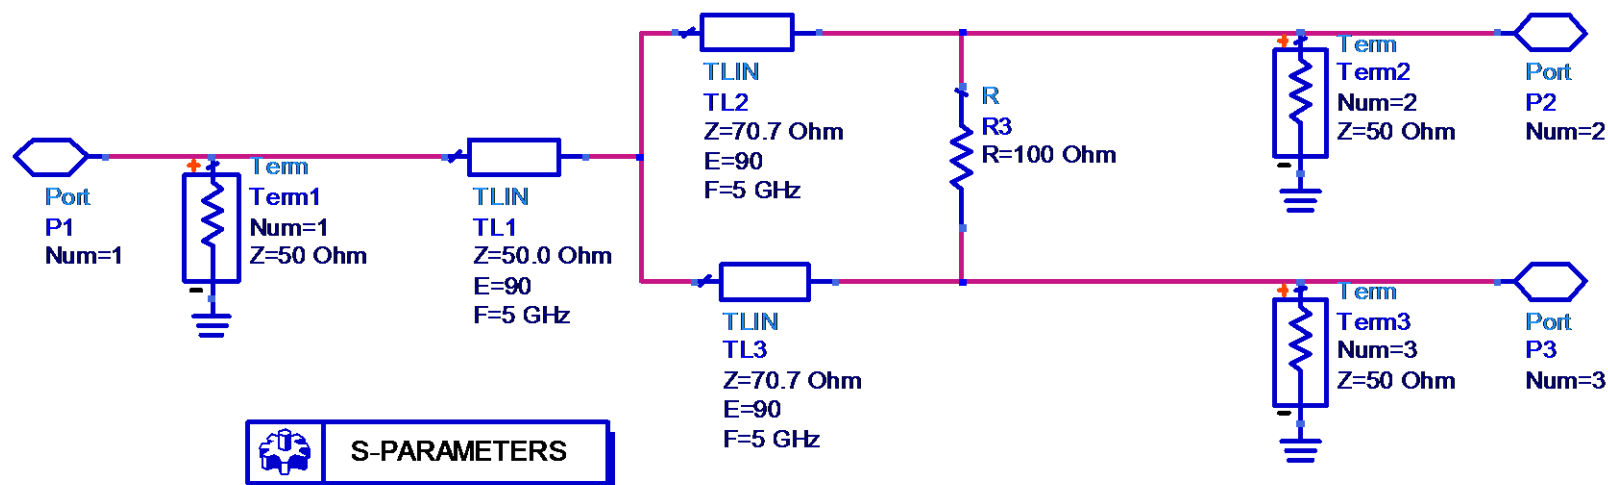 Port
P1
Num=1
+
Term
Term1
Num=1
Z=50 Ohm
-
TLIN
TL1
Z=50.0 Ohm
E=90
F=5 GHz
TLIN
TL2
Z=70.7 Ohm
E=90
F=5 GHz
TLIN
TL3
Z=70.7 Ohm
E=90
F=5 GHz
R
R3
R=100 Ohm
+
Term
Term2
Num=2
Z=50 Ohm
-
Port
P2
Num=2
+
Term
Term3
Num=3
Z=50 Ohm
-
Port
P3
Num=3
S-PARAMETERS